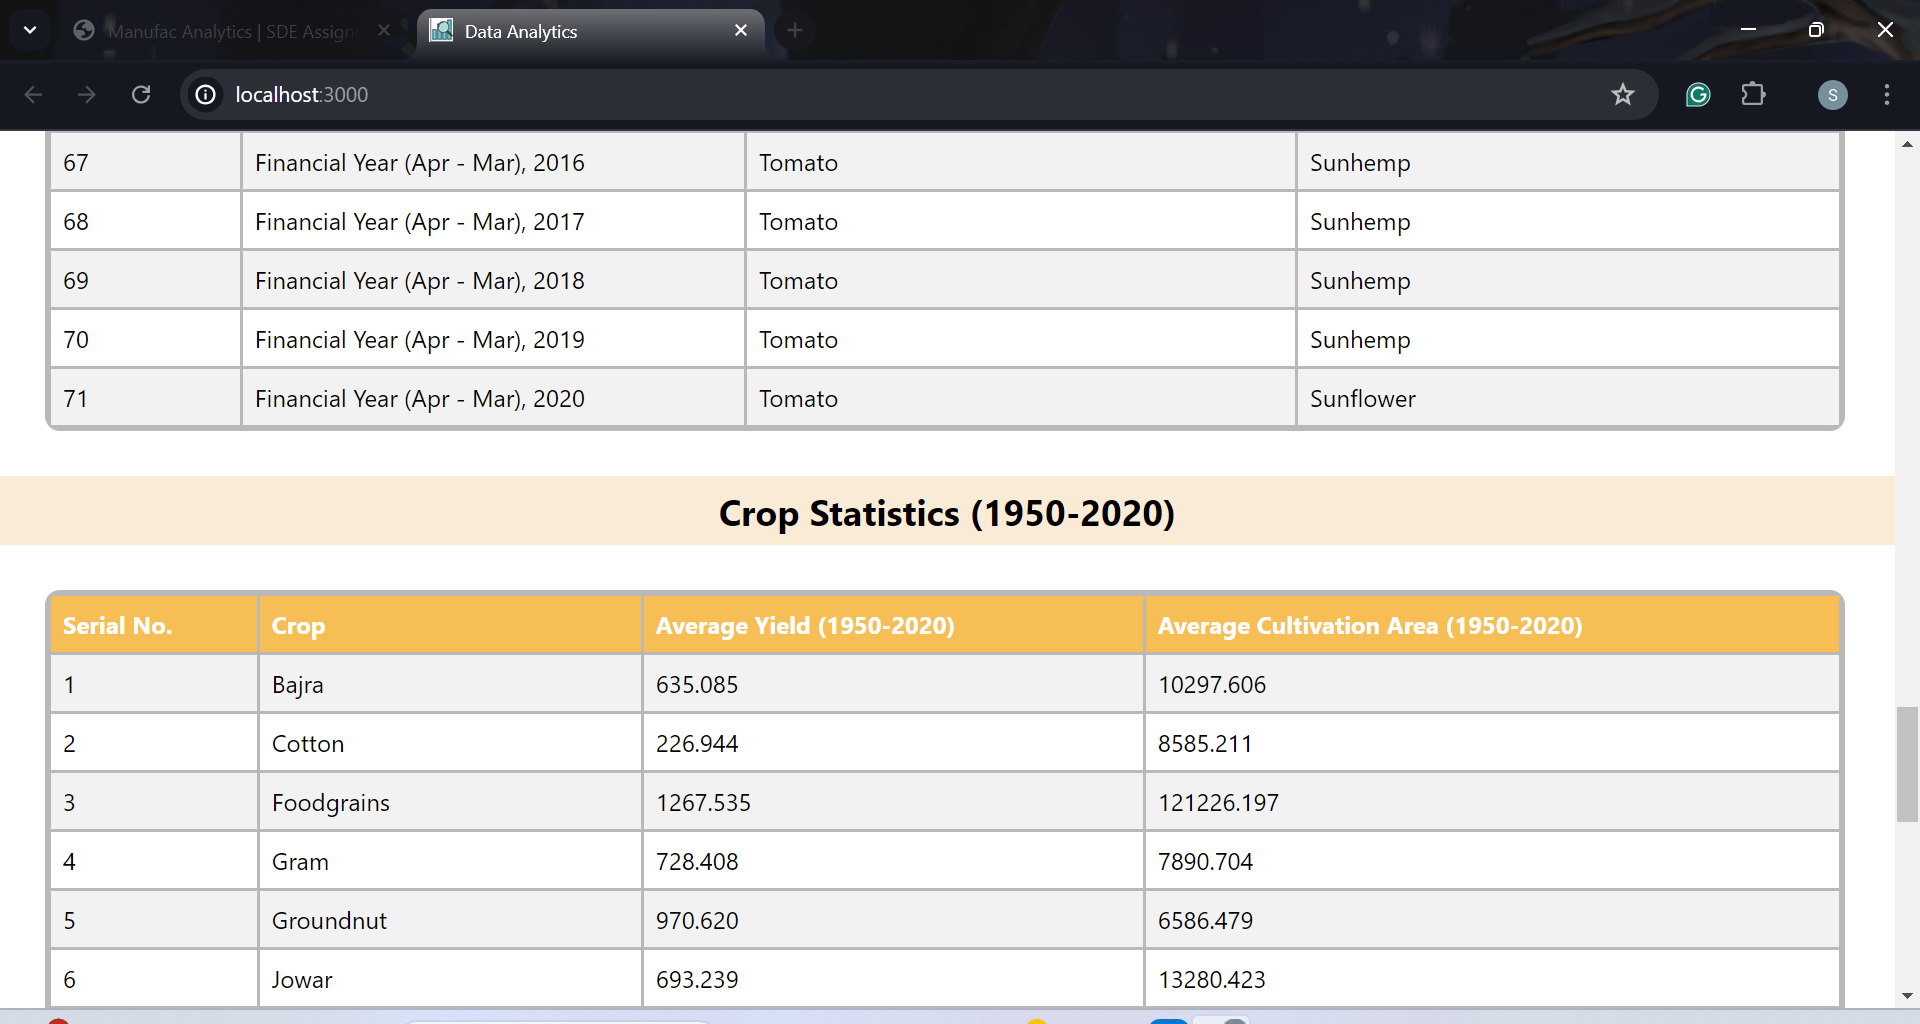 Manufac Analytics | SDE Assign
Data Analytics
localhost:3000
S
67 Financial Year (Apr - Mar), 2016 Tomato Sunhemp
68 Financial Year (Apr - Mar), 2017 Tomato Sunhemp
69 Financial Year (Apr - Mar), 2018 Tomato Sunhemp
70 Financial Year (Apr - Mar), 2019 Tomato Sunhemp
71 Financial Year (Apr - Mar), 2020 Tomato Sunflower
Crop Statistics (1950-2020)
Serial No. Crop Average Yield (1950-2020) Average Cultivation Area (1950-2020)
1 Bajra 635.085 10297.606
2 Cotton 226.944 8585.211
3 Foodgrains 1267.535 121226.197
4 Gram 728.408 7890.704
5 Groundnut 970.620 6586.479
6 Jowar 693.239 13280.423